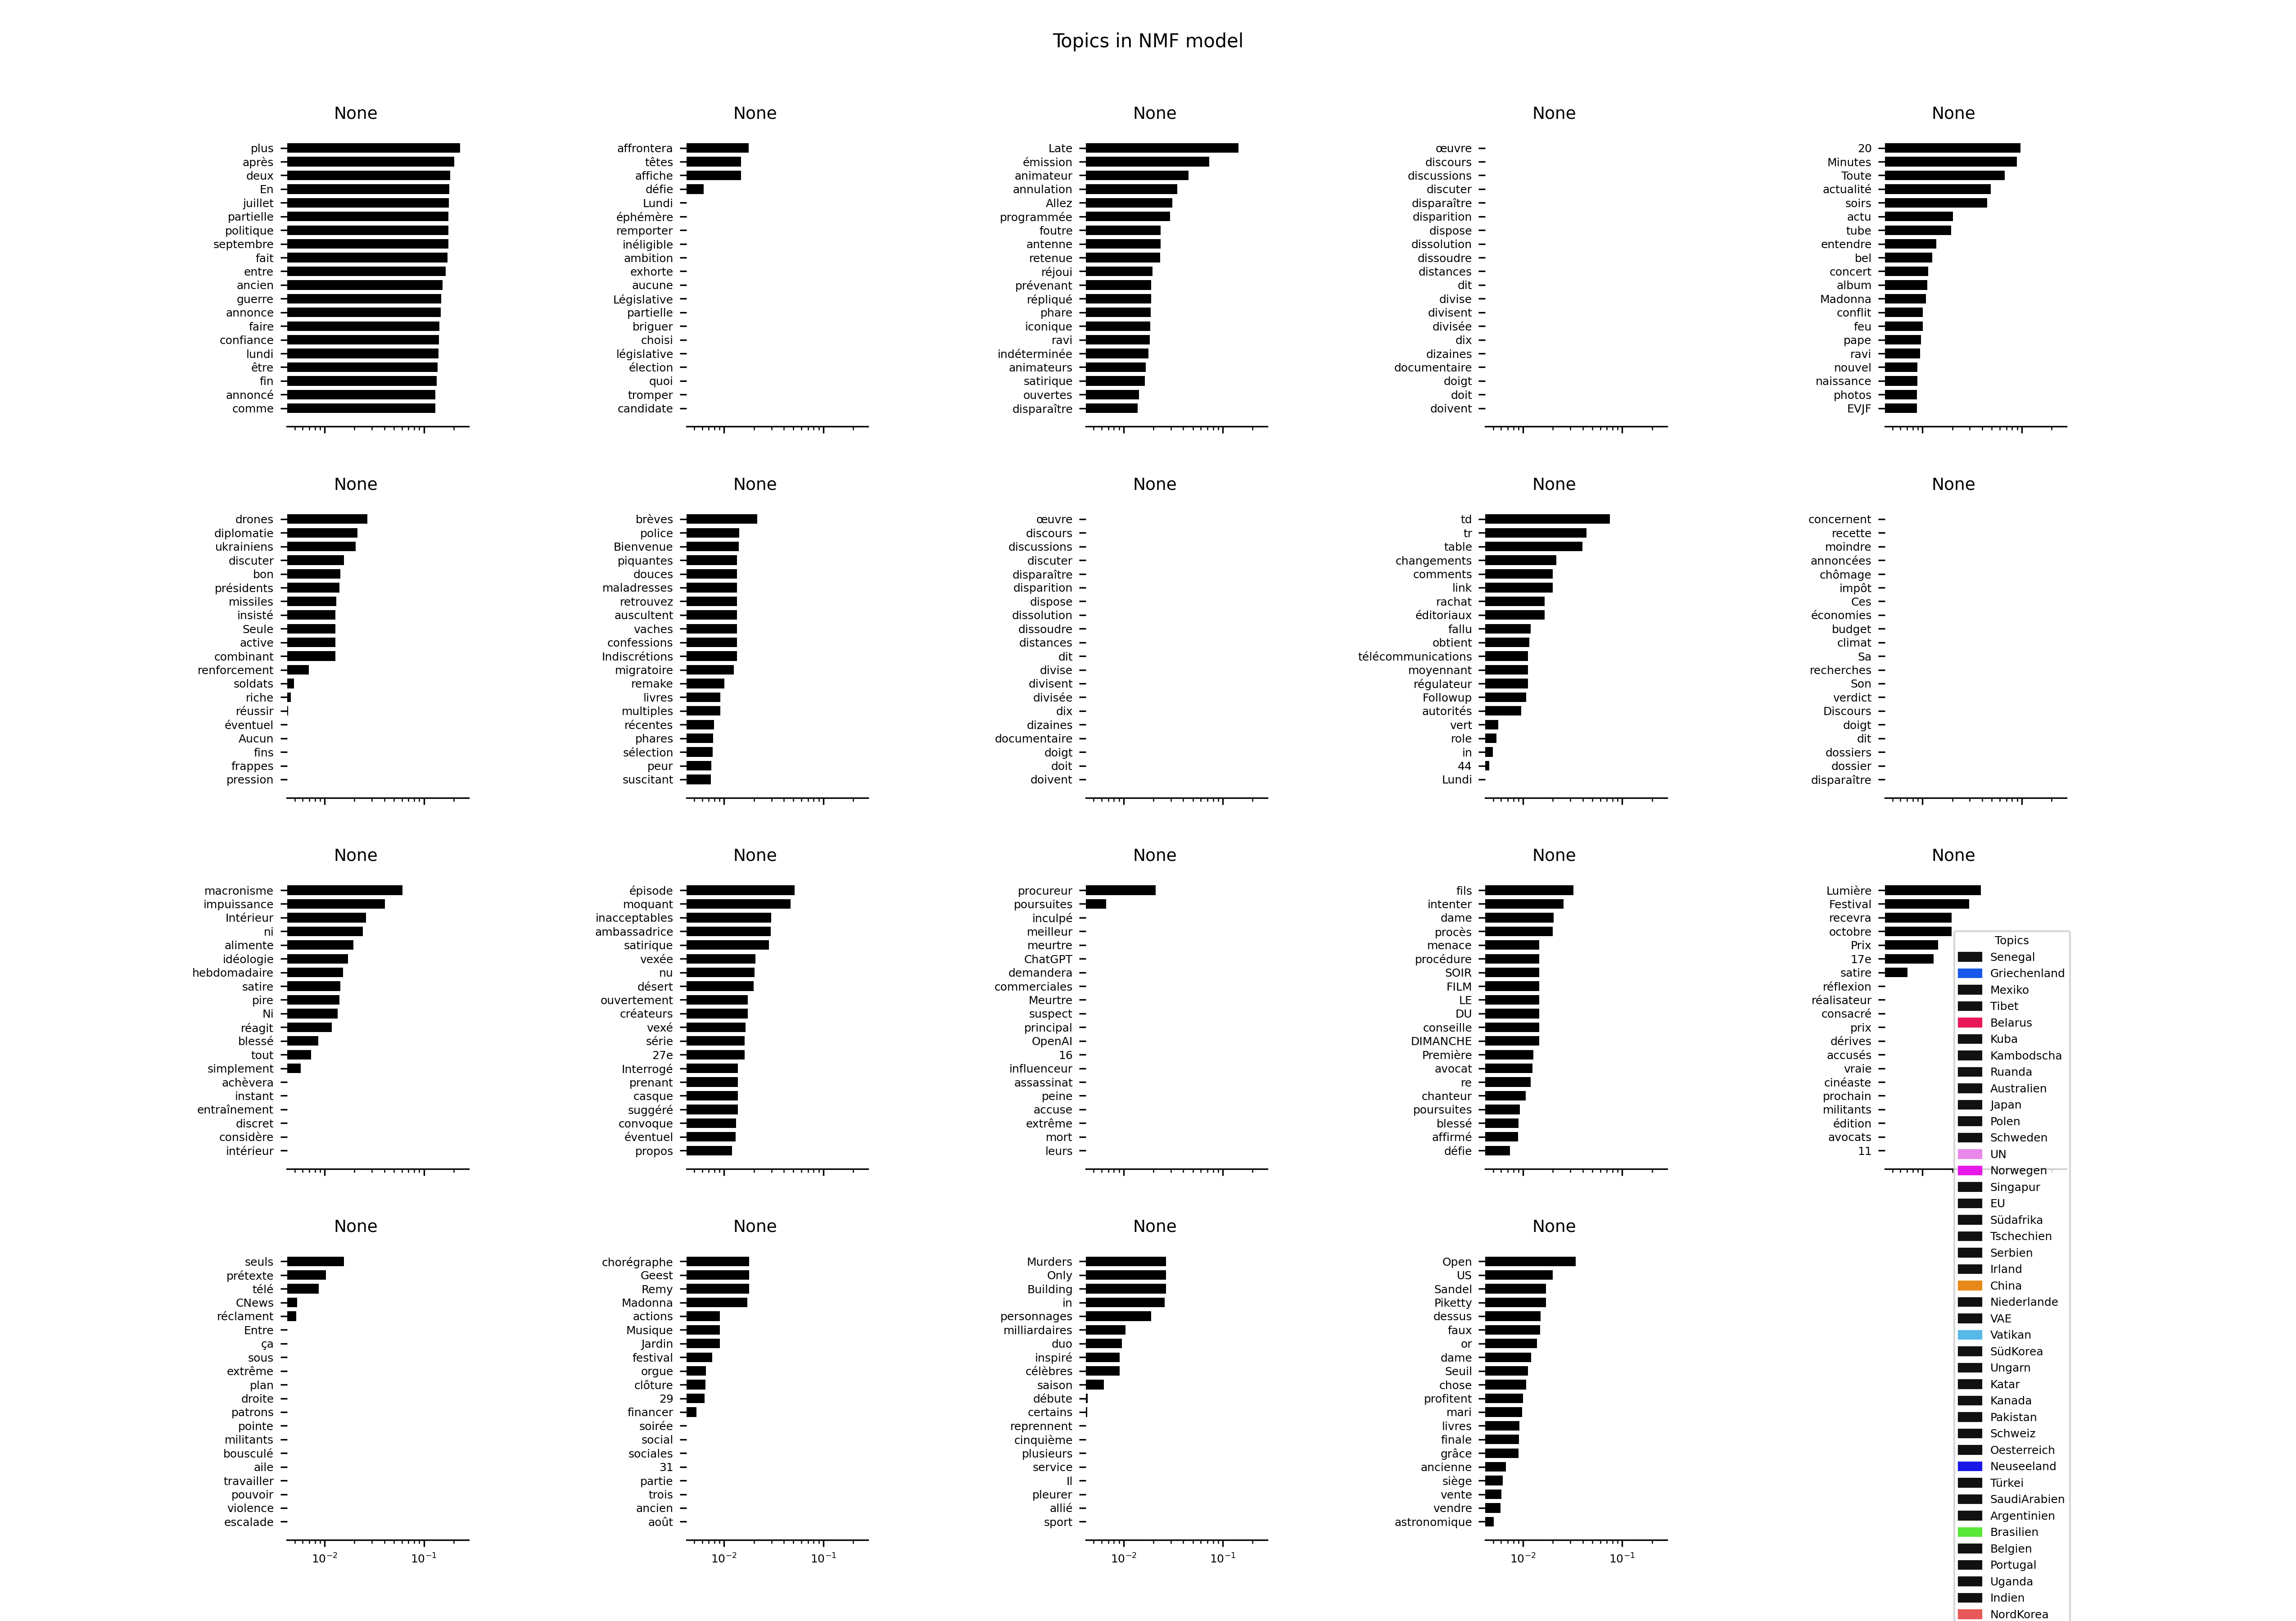 Topics in NMF model
None
plus
après
deux
En
juillet
partielle
politique
septembre
fait
entre
ancien
guerre
annonce
faire
confiance
lundi
être
fin
annoncé
comme
None
affrontera
têtes
affiche
défie
Lundi
éphémère
remporter
inéligible
ambition
exhorte
aucune
Législative
partielle
briguer
choisi
législative
élection
quoi
tromper
candidate
None
Late
émission
animateur
annulation
Allez
programmée
foutre
antenne
retenue
réjoui
prévenant
répliqué
phare
iconique
ravi
indéterminée
animateurs
satirique
ouvertes
disparaître
None
œuvre
discours
discussions
discuter
disparaître
disparition
dispose
dissolution
dissoudre
distances
dit
divise
divisent
divisée
dix
dizaines
documentaire
doigt
doit
doivent
None
20
Minutes
Toute
actualité
soirs
actu
tube
entendre
bel
concert
album
Madonna
conflit
feu
pape
ravi
nouvel
naissance
photos
EVJF
None
drones
diplomatie
ukrainiens
discuter
bon
présidents
missiles
insisté
Seule
active
combinant
renforcement
soldats
riche
réussir
éventuel
Aucun
fins
frappes
pression
None
brèves
police
Bienvenue
piquantes
douces
maladresses
retrouvez
auscultent
vaches
confessions
Indiscrétions
migratoire
remake
livres
multiples
récentes
phares
sélection
peur
suscitant
None
œuvre
discours
discussions
discuter
disparaître
disparition
dispose
dissolution
dissoudre
distances
dit
divise
divisent
divisée
dix
dizaines
documentaire
doigt
doit
doivent
None
td
tr
table
changements
comments
link
rachat
éditoriaux
fallu
obtient
télécommunications
moyennant
régulateur
Followup
autorités
vert
role
in
44
Lundi
None
concernent
recette
moindre
annoncées
chômage
impôt
Ces
économies
budget
climat
Sa
recherches
Son
verdict
Discours
doigt
dit
dossiers
dossier
disparaître
None
macronisme
impuissance
Intérieur
ni
alimente
idéologie
hebdomadaire
satire
pire
Ni
réagit
blessé
tout
simplement
achèvera
instant
entraînement
discret
considère
intérieur
None
épisode
moquant
inacceptables
ambassadrice
satirique
vexée
nu
désert
ouvertement
créateurs
vexé
série
27e
Interrogé
prenant
casque
suggéré
convoque
éventuel
propos
None
procureur
poursuites
inculpé
meilleur
meurtre
ChatGPT
demandera
commerciales
Meurtre
suspect
principal
OpenAI
16
influenceur
assassinat
peine
accuse
extrême
mort
leurs
None
fils
intenter
dame
procès
menace
procédure
SOIR
FILM
LE
DU
conseille
DIMANCHE
Première
avocat
re
chanteur
poursuites
blessé
affirmé
défie
None
Lumière
Festival
recevra
octobre
Prix
17e
satire
réflexion
réalisateur
consacré
prix
dérives
accusés
vraie
cinéaste
prochain
militants
édition
avocats
11
None
seuls
prétexte
télé
CNews
réclament
Entre
ça
sous
extrême
plan
droite
patrons
pointe
militants
bousculé
aile
travailler
pouvoir
violence
escalade
10⁻² 10⁻¹
None
chorégraphe
Geest
Remy
Madonna
actions
Musique
Jardin
festival
orgue
clôture
29
financer
soirée
social
sociales
31
partie
trois
ancien
août
10⁻² 10⁻¹
None
Murders
Only
Building
in
personnages
milliardaires
duo
inspiré
célèbres
saison
débute
certains
reprennent
cinquième
plusieurs
service
Il
pleurer
allié
sport
10⁻² 10⁻¹
None
Open
US
Sandel
Piketty
dessus
faux
or
dame
Seuil
chose
profitent
mari
livres
finale
grâce
ancienne
siège
vente
vendre
astronomique
10⁻² 10⁻¹
Topics
Senegal
Griechenland
Mexiko
Tibet
Belarus
Kuba
Kambodscha
Ruanda
Australien
Japan
Polen
Schweden
UN
Norwegen
Singapur
EU
Südafrika
Tschechien
Serbien
Irland
China
Niederlande
VAE
Vatikan
SüdKorea
Ungarn
Katar
Kanada
Pakistan
Schweiz
Oesterreich
Neuseeland
Türkei
SaudiArabien
Argentinien
Brasilien
Belgien
Portugal
Uganda
Indien
NordKorea